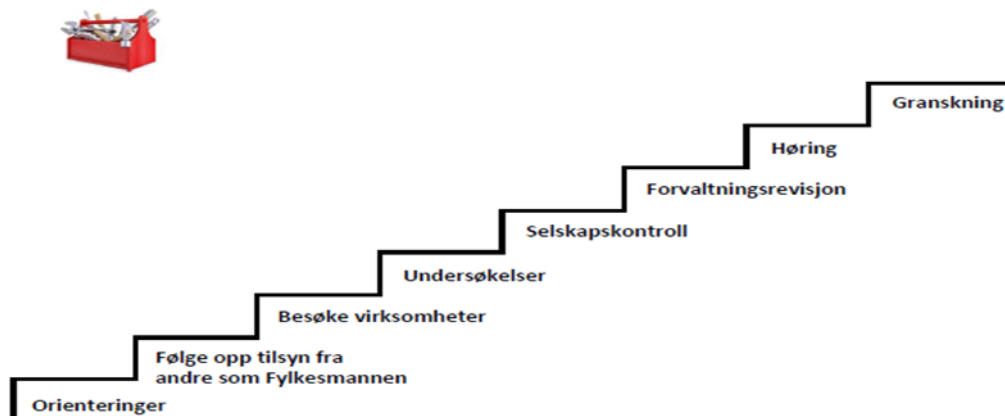 Granskning
Høring
Forvaltningsrevisjon
Selskapskontroll
Undersøkelser
Besøke virksomheter
Følge opp tilsyn fra
andre som Fylkesmannen
Orienteringer